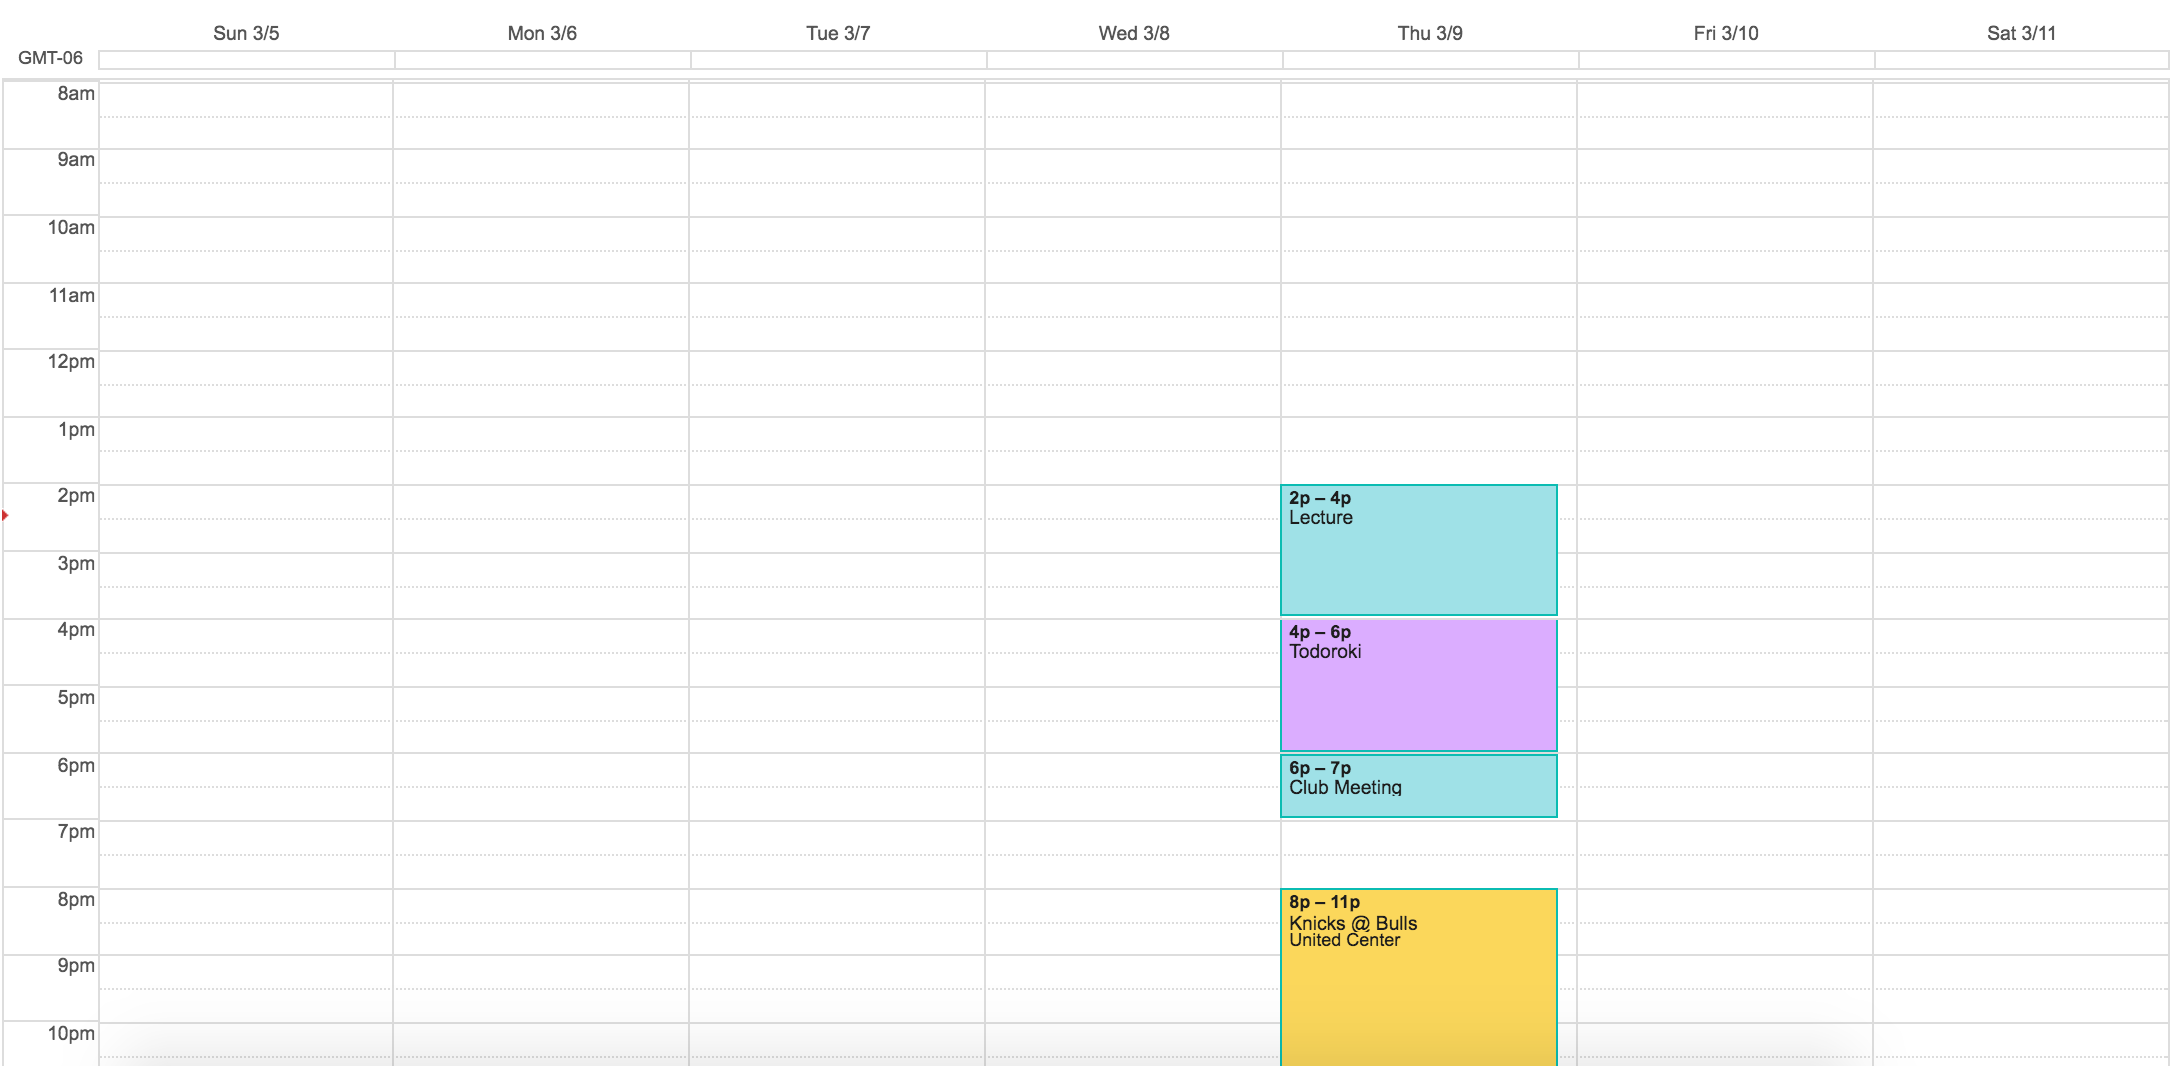 Sun 3/5 Mon 3/6 Tue 3/7 Wed 3/8 Thu 3/9 Fri 3/10 Sat 3/11
GMT-06
8am
9am
10am
11am
12pm
1pm
2pm
2p – 4p
Lecture
3pm
4pm
4p – 6p
Todoroki
5pm
6pm
6p – 7p
Club Meeting
7pm
8pm
8p – 11p
Knicks @ Bulls
United Center
9pm
10pm